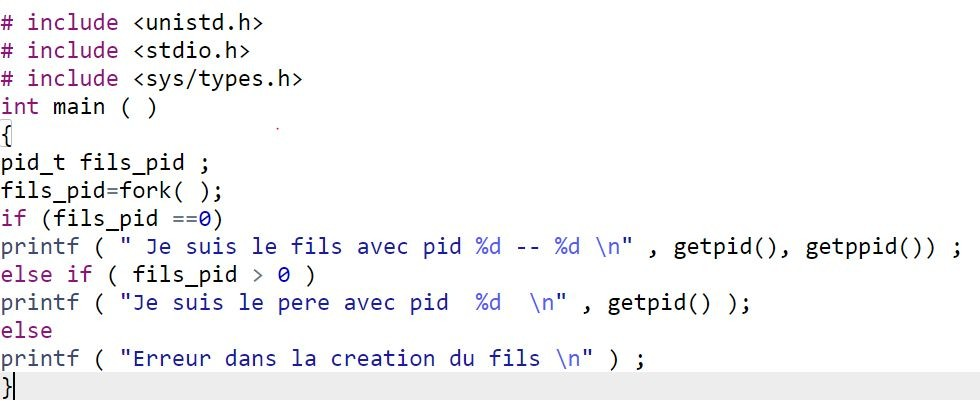 # include <unistd.h>
# include <stdio.h>
# include <sys/types.h>
int main ( )
{
pid_t fils_pid ;
fils_pid=fork( );
if (fils_pid ==0)
printf ( " Je suis le fils avec pid %d -- %d \n" , getpid(), getppid()) ;
else if ( fils_pid > 0 )
printf ( "Je suis le pere avec pid  %d  \n" , getpid() );
else
printf ( "Erreur dans la creation du fils \n" ) ;
}